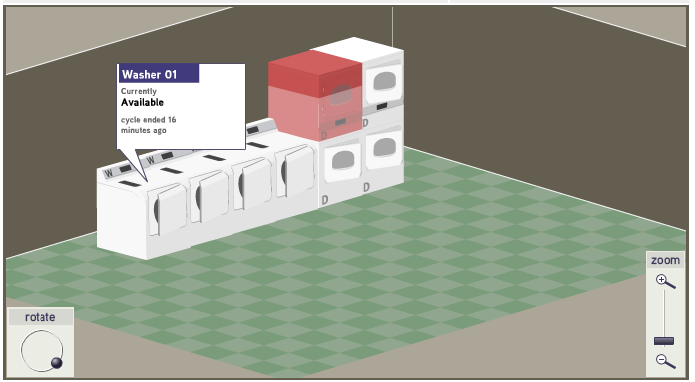 Washer 01
Currently
Available
cycle ended 16
minutes ago
W
W
D
D
D
D
rotate
zoom